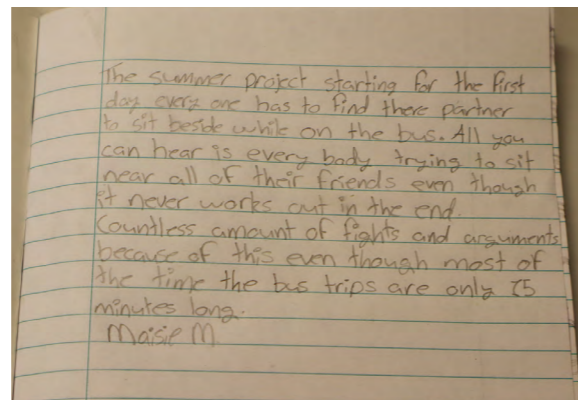 The summer project starting for the first
day every one has to find there partner
to sit beside while on the bus. All you
can hear is every body trying to sit
near all of their friends even though
it never works out in the end.
Countless amount of fights and arguments
because of this even though most of
the time the bus trips are only 15
minutes long.
Maisie M